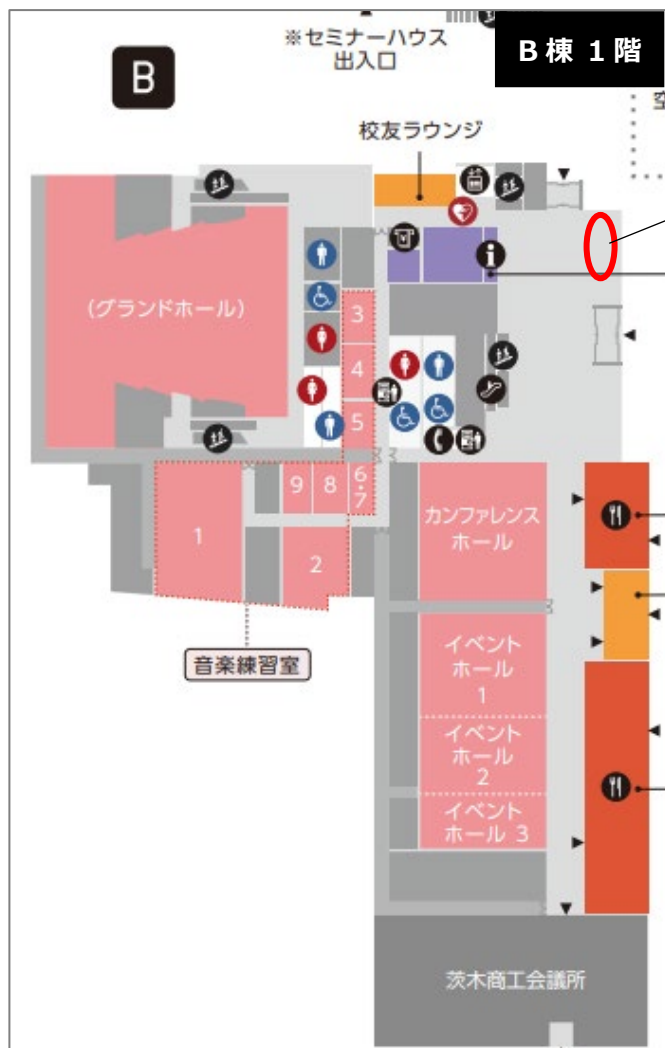 ※セミナーハウス
出入口
B棟 1階
B
空
校友ラウンジ
(グランドホール)
3
4
5
6・7
9
8
1
2
カンファレンス
ホール
音楽練習室
イベント
ホール
1
イベント
ホール
2
イベント
ホール 3
茨木商工会議所